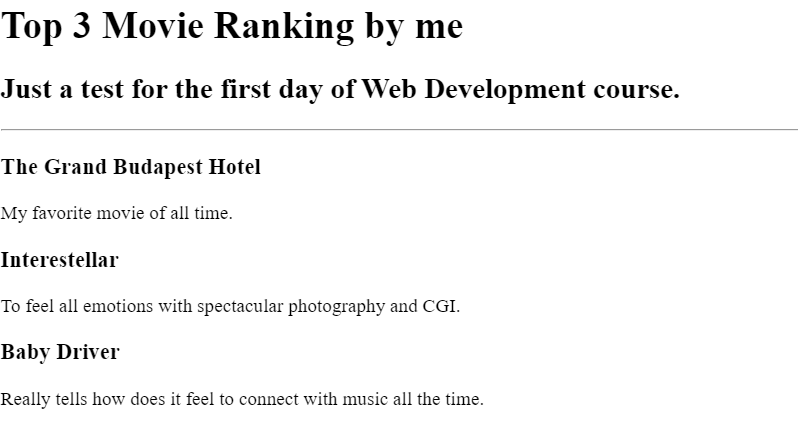 Top 3 Movie Ranking by me
Just a test for the first day of Web Development course.
The Grand Budapest Hotel
My favorite movie of all time.
Interestellar
To feel all emotions with spectacular photography and CGI.
Baby Driver
Really tells how does it feel to connect with music all the time.